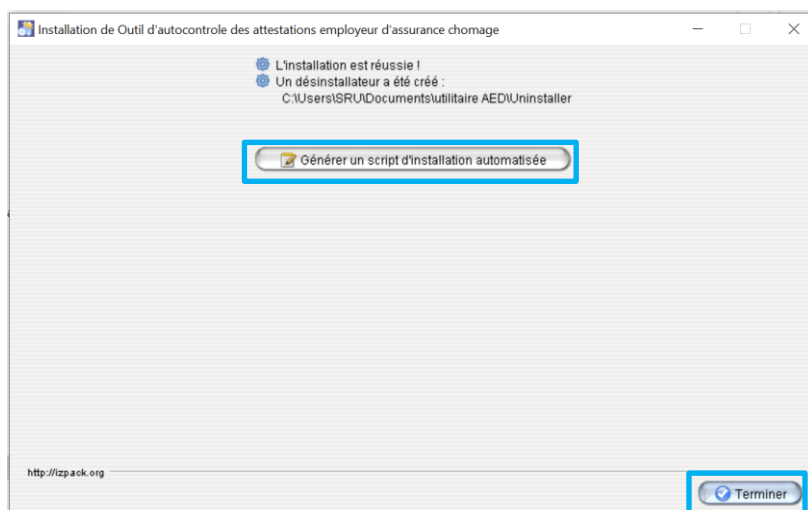 Installation de Outil d'autocontrole des attestations employeur d'assurance chomage
L'installation est réussie !
Un désinstallateur a été créé :
C:\Users\SRU\Documents\utilitaire AED\Uninstaller
Générer un script d'installation automatisée
http://izpack.org
Terminer